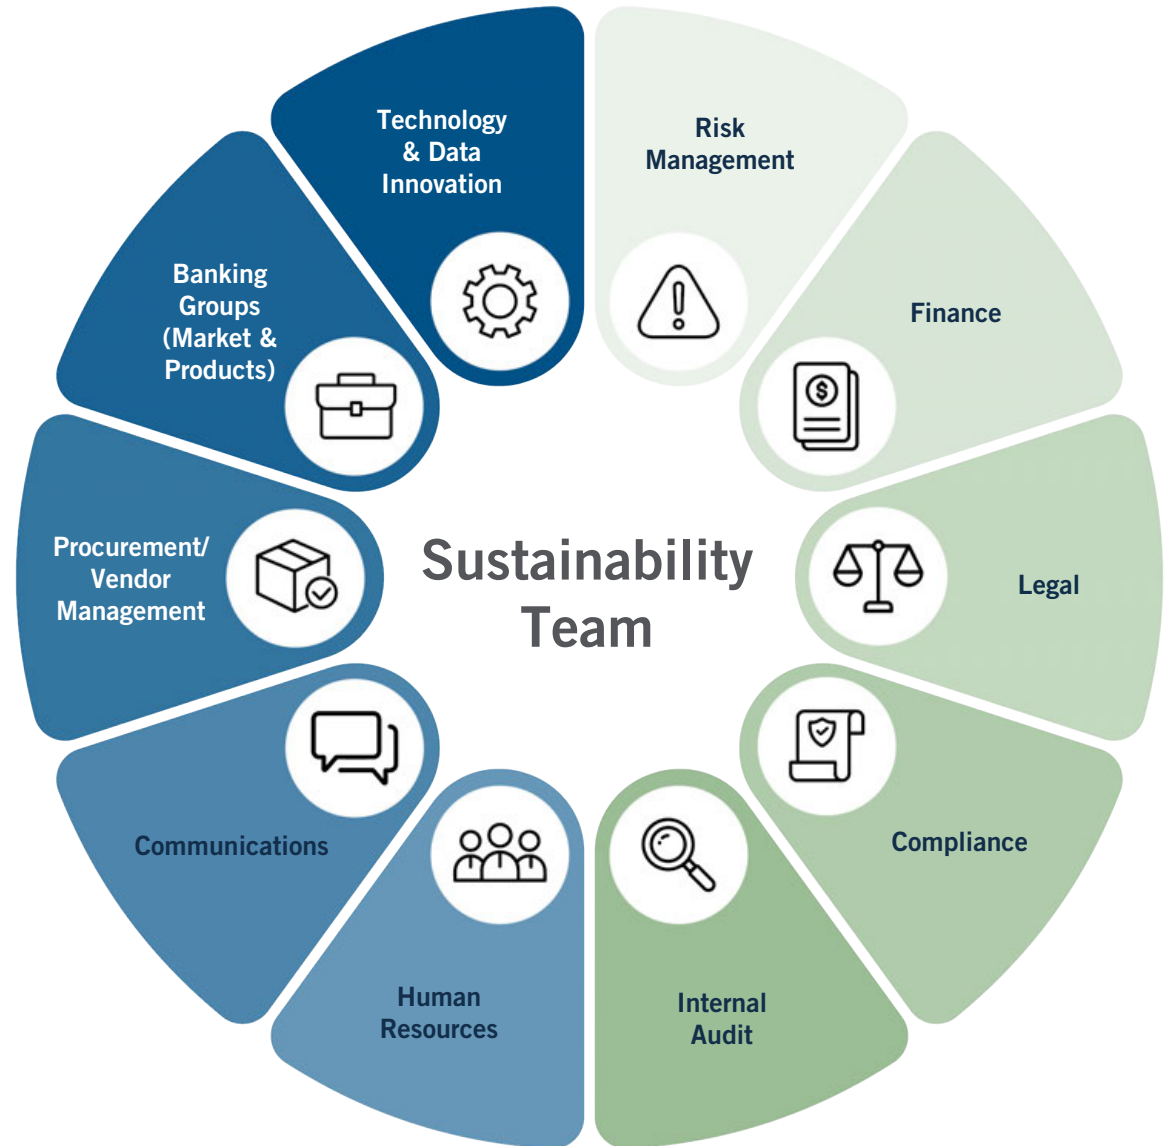 Technology
& Data
Innovation
Risk
Management
Banking
Groups
(Market &
Products)
Finance
$
Procurement/
Vendor
Management
Sustainability
Team
Legal
Communications
Compliance
Human
Resources
Internal
Audit